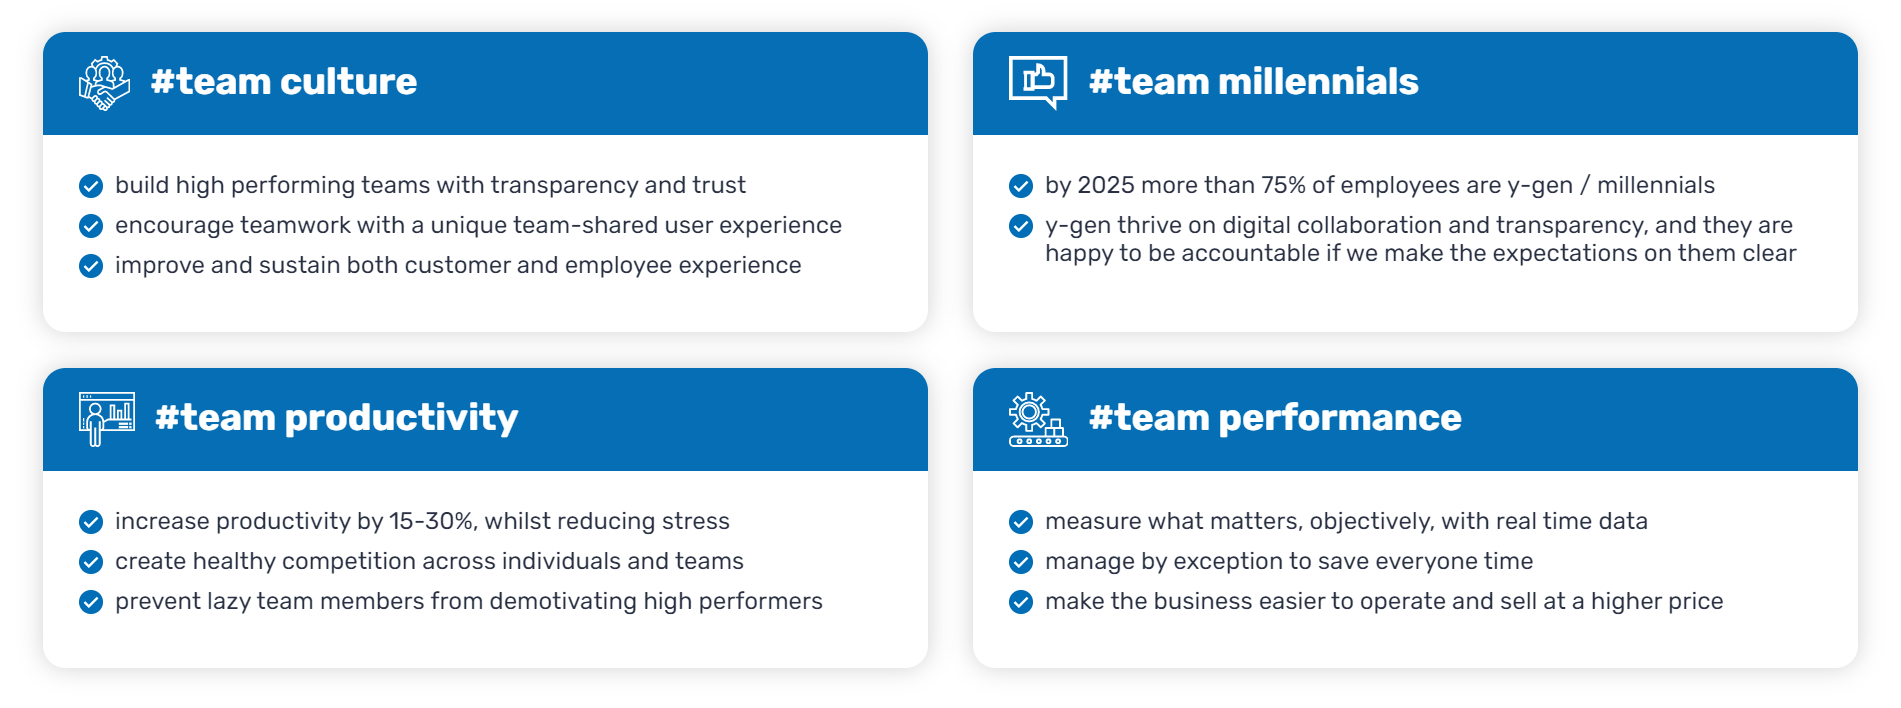 #team culture
build high performing teams with transparency and trust
encourage teamwork with a unique team-shared user experience
improve and sustain both customer and employee experience
#team millennials
by 2025 more than 75% of employees are y-gen / millennials
y-gen thrive on digital collaboration and transparency, and they are
happy to be accountable if we make the expectations on them clear
#team productivity
increase productivity by 15-30%, whilst reducing stress
create healthy competition across individuals and teams
prevent lazy team members from demotivating high performers
#team performance
measure what matters, objectively, with real time data
manage by exception to save everyone time
make the business easier to operate and sell at a higher price